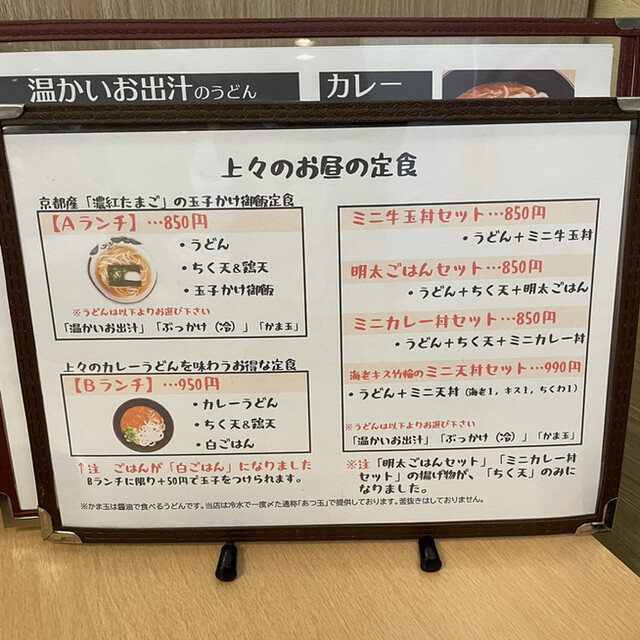 温かいお出汁のうどん
カレー
上々のお昼の定食
京都産「濃紅たまご」の玉子かけ御飯定食
【Aランチ】…850円
・うどん
・ちく天&鶏天
・玉子かけ御飯
※うどんは以下よりお選び下さい
「温かいお出汁」「ぶっかけ（冷）」「かま玉」
上々のカレーうどんを味わうお得な定食
【Bランチ】…950円
・カレーうどん
・ちく天&鶏天
・白ごはん
↑注 ごはんが「白ごはん」になりました
Bランチに限り＋50円で玉子をつけられます。
ミニ牛玉丼セット…850円
・うどん＋ミニ牛玉丼
明太ごはんセット…850円
・うどん＋ちく天＋明太ごはん
ミニカレー丼セット…850円
・うどん＋ちく天＋ミニカレー丼
海老キス竹輪のミニ天丼セット…990円
・うどん＋ミニ天丼（海老1，キス1，ちくわ1）
※うどんは以下よりお選び下さい
「温かいお出汁」「ぶっかけ（冷）」「かま玉」
※注「明太ごはんセット」「ミニカレー丼
セット」の揚げ物が、「ちく天」のみに
なりました。
※かま玉は醤油で食べるうどんです。当店は冷水で一度〆た通称「あつ玉」で提供しております。釜抜きはしておりません。